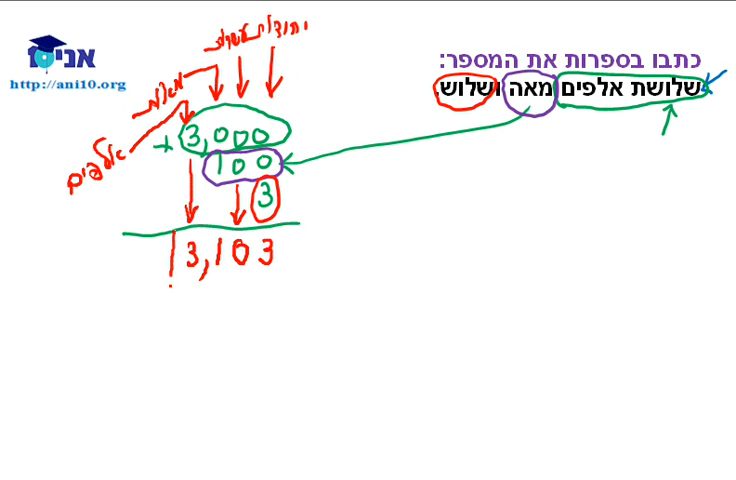 כתבו בספרות את המספר:
שלושת אלפים מאה ושלוש
אני10
http://ani10.org
יחידות עשרות
מאות
אלפים
3,000
+
100
3
3,103!